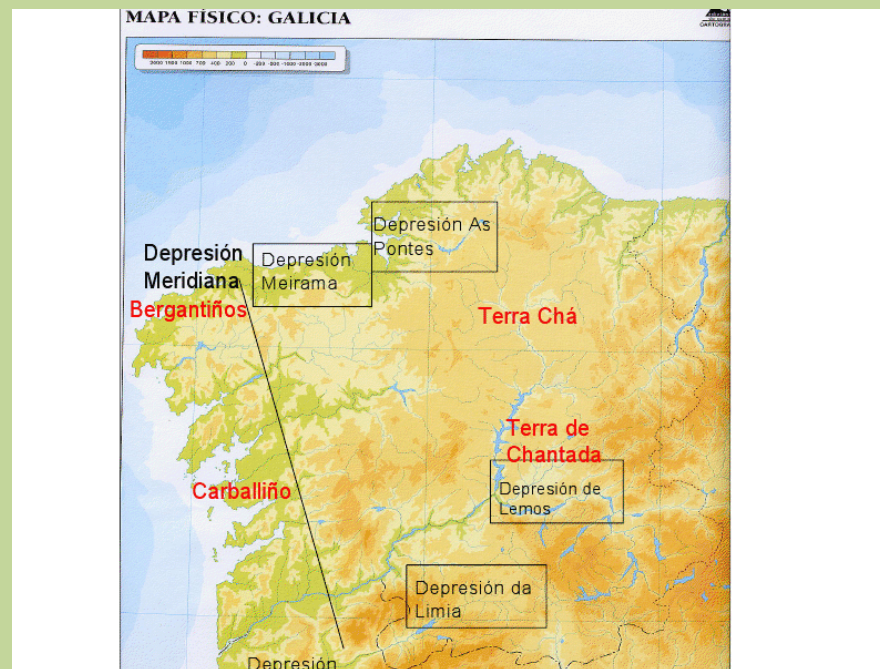 MAPA FÍSICO: GALICIA
Depresión As
Pontes
Depresión
Meridiana
Depresión
Meirama
Bergantiños
Terra Chá
Terra de
Chantada
Carballiño
Depresión de
Lemos
Depresión da
Limia
Depresión